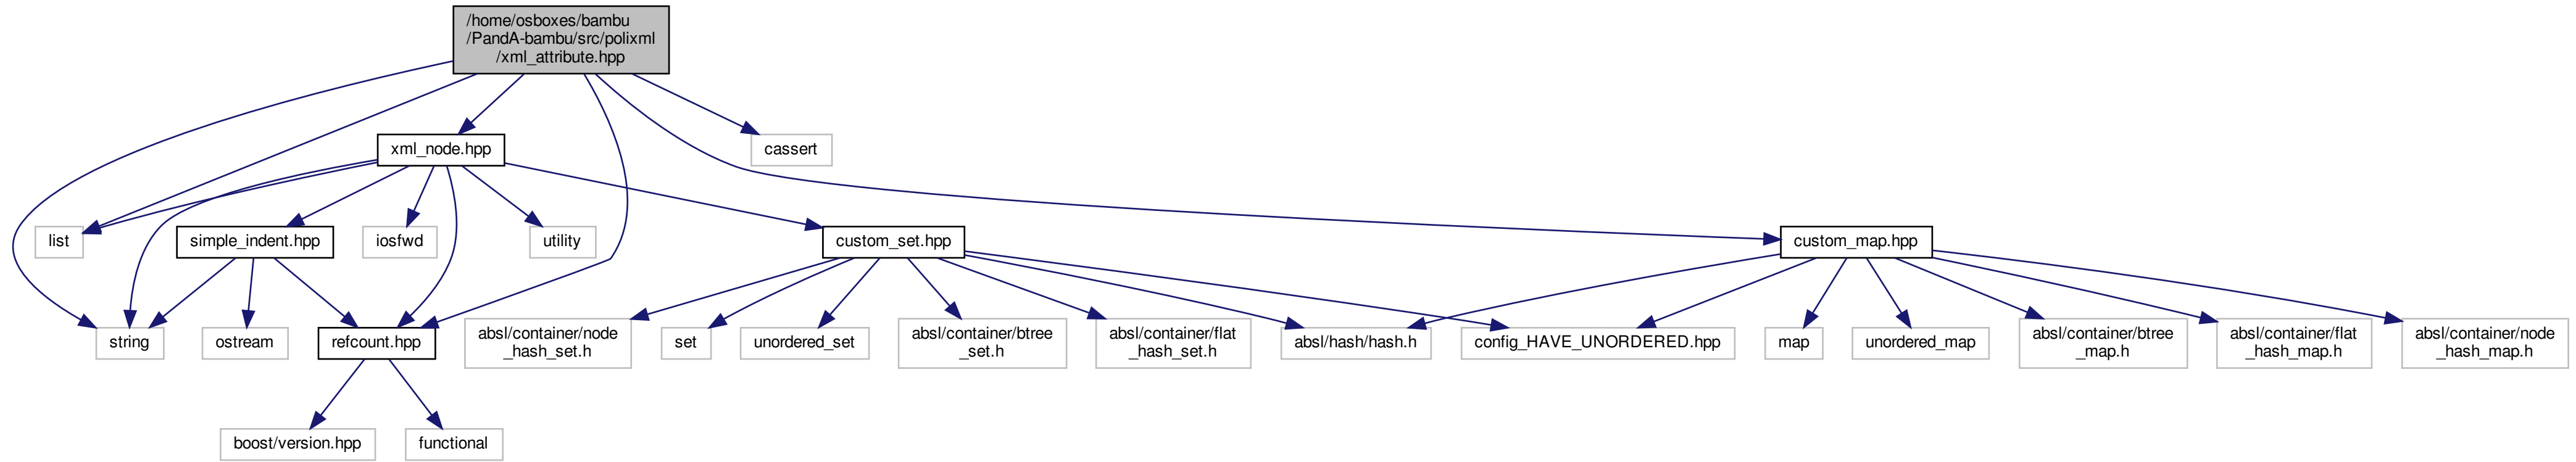 /home/osboxes/bambu
/PandA-bambu/src/polixml
/xml_attribute.hpp
xml_node.hpp
cassert
list
simple_indent.hpp
iosfwd
utility
custom_set.hpp
custom_map.hpp
string
ostream
refcount.hpp
absl/container/node
_hash_set.h
set
unordered_set
absl/container/btree
_set.h
absl/container/flat
_hash_set.h
absl/hash/hash.h
config_HAVE_UNORDERED.hpp
map
unordered_map
absl/container/btree
_map.h
absl/container/flat
_hash_map.h
absl/container/node
_hash_map.h
boost/version.hpp
functional